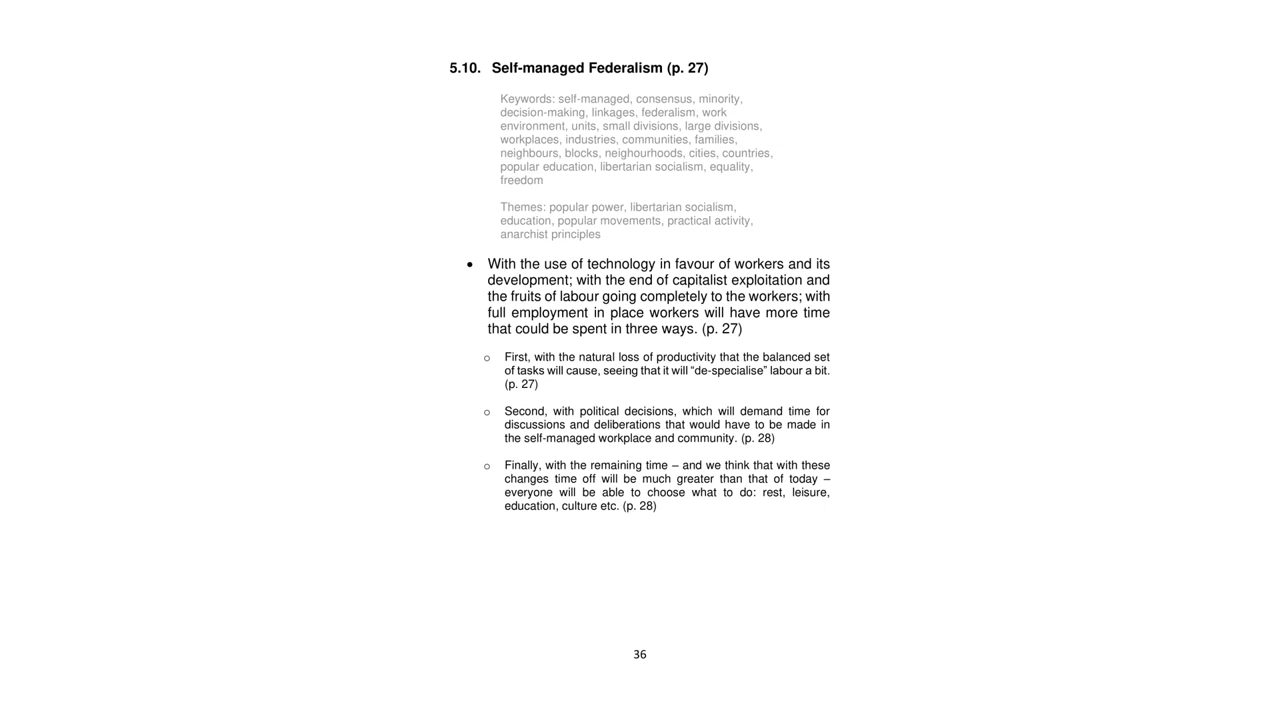 5.10. Self-managed Federalism (p. 27)
Keywords: self-managed, consensus, minority,
decision-making, linkages, federalism, work
environment, units, small divisions, large divisions,
workplaces, industries, communities, families,
neighbours, blocks, neighourhoods, cities, countries,
popular education, libertarian socialism, equality,
freedom
Themes: popular power, libertarian socialism,
education, popular movements, practical activity,
anarchist principles
• With the use of technology in favour of workers and its
development; with the end of capitalist exploitation and
the fruits of labour going completely to the workers; with
full employment in place workers will have more time
that could be spent in three ways. (p. 27)
o First, with the natural loss of productivity that the balanced set
of tasks will cause, seeing that it will “de-specialise” labour a bit.
(p. 27)
o Second, with political decisions, which will demand time for
discussions and deliberations that would have to be made in
the self-managed workplace and community. (p. 28)
o Finally, with the remaining time – and we think that with these
changes time off will be much greater than that of today –
everyone will be able to choose what to do: rest, leisure,
education, culture etc. (p. 28)
36